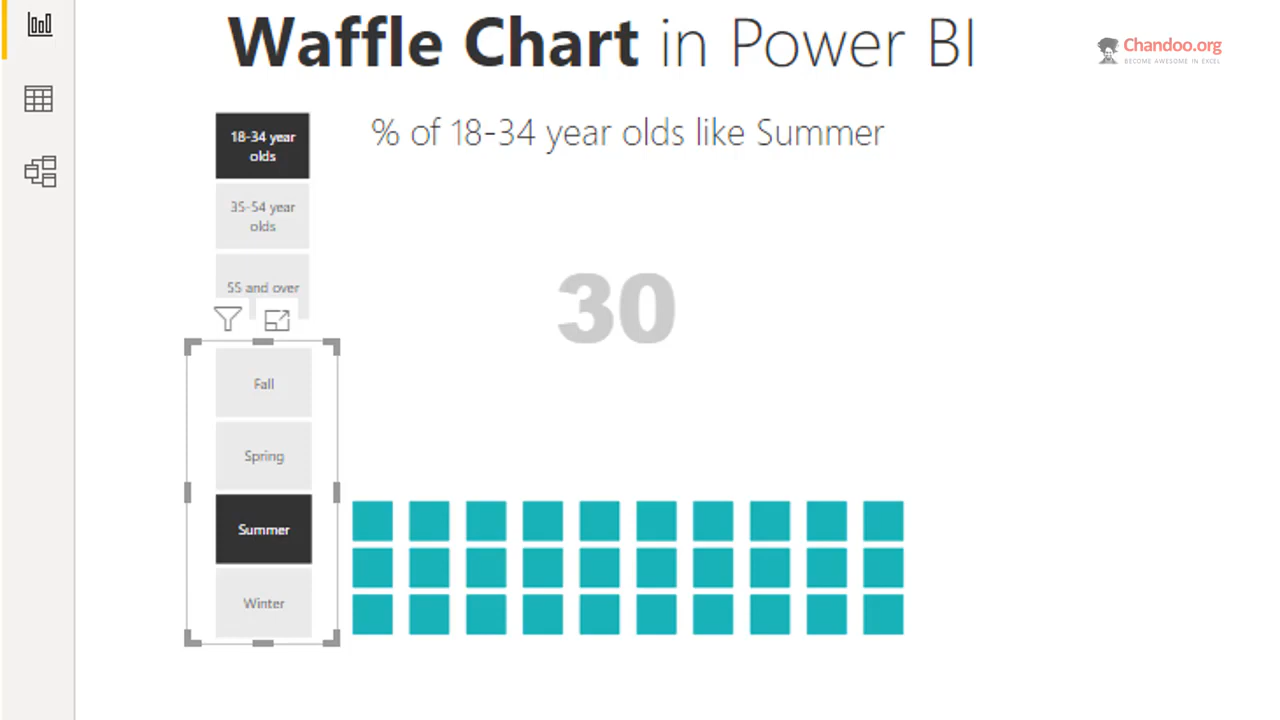 Waffle Chart in Power BI
Chandoo.org
BECOME AWESOME IN EXCEL
% of 18-34 year olds like Summer
18-34 year
olds
35-54 year
olds
55 and over
30
Fall
Spring
Summer
Winter